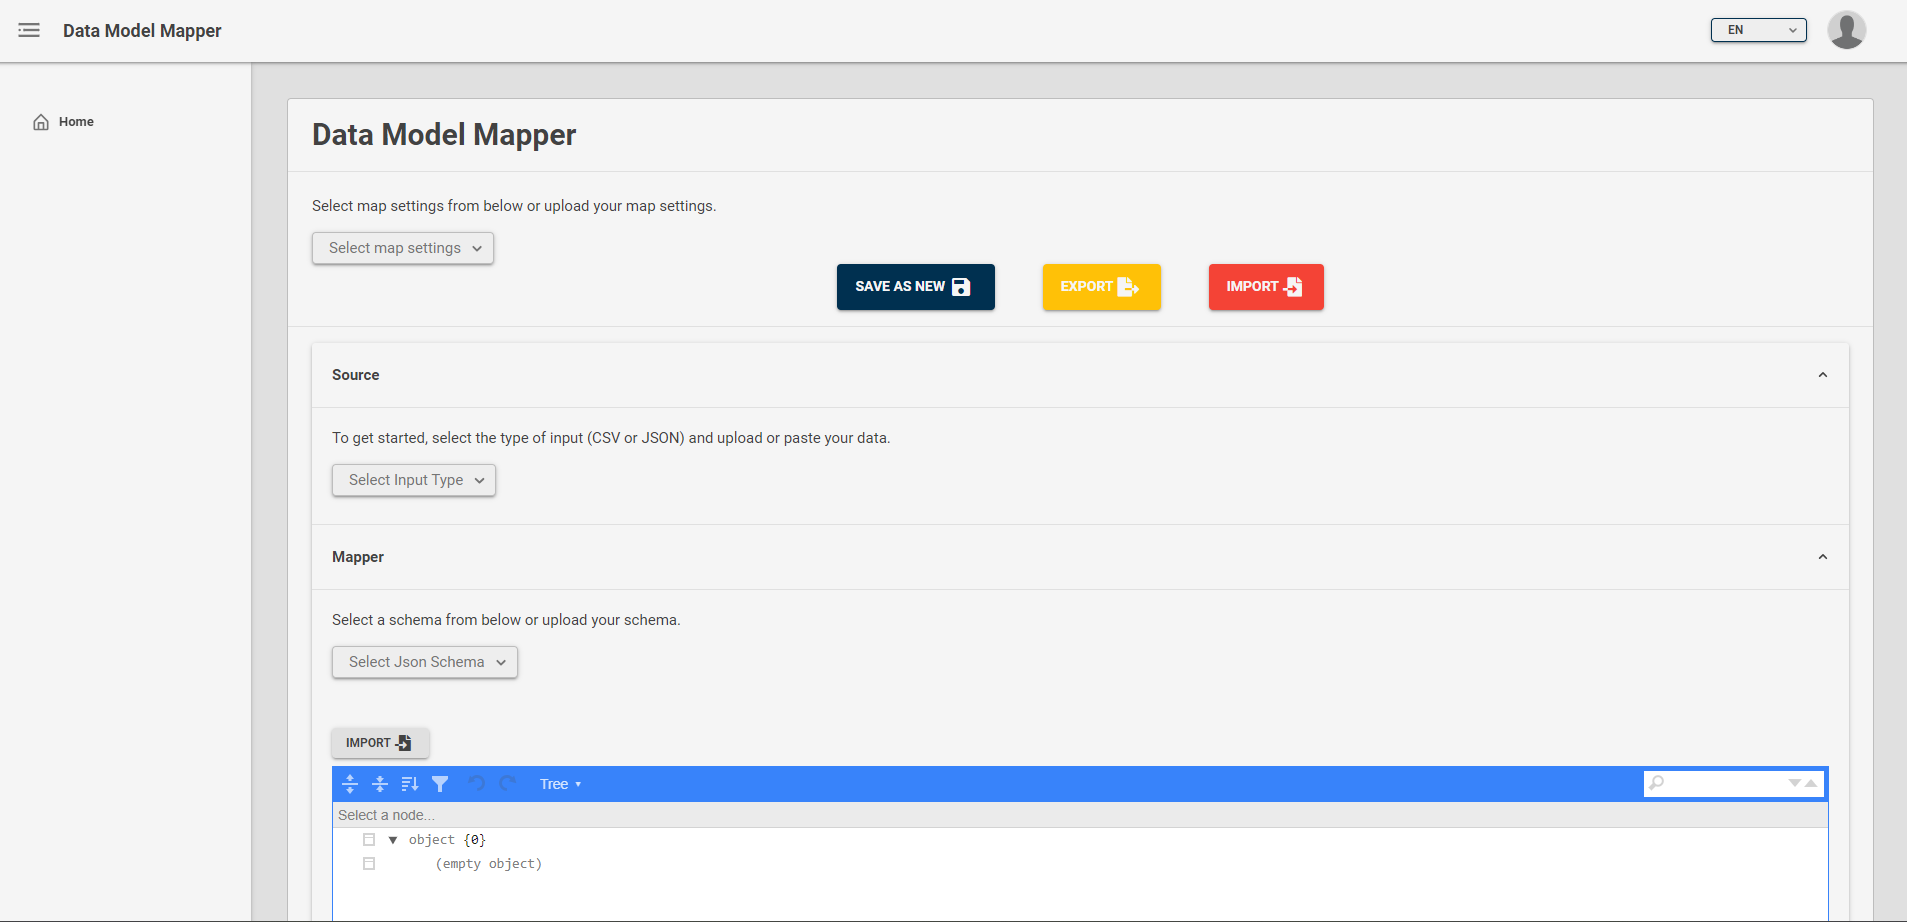 Data Model Mapper
EN
Home
Data Model Mapper
Select map settings from below or upload your map settings.
Select map settings
SAVE AS NEW
EXPORT
IMPORT
Source
To get started, select the type of input (CSV or JSON) and upload or paste your data.
Select Input Type
Mapper
Select a schema from below or upload your schema.
Select Json Schema
IMPORT
Tree
Select a node...
object {0}
(empty object)